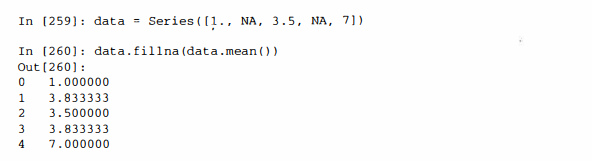 In [259]: data = Series([1., NA, 3.5, NA, 7])
In [260]: data.fillna(data.mean())
Out[260]:
0 1.000000
1 3.833333
2 3.500000
3 3.833333
4 7.000000